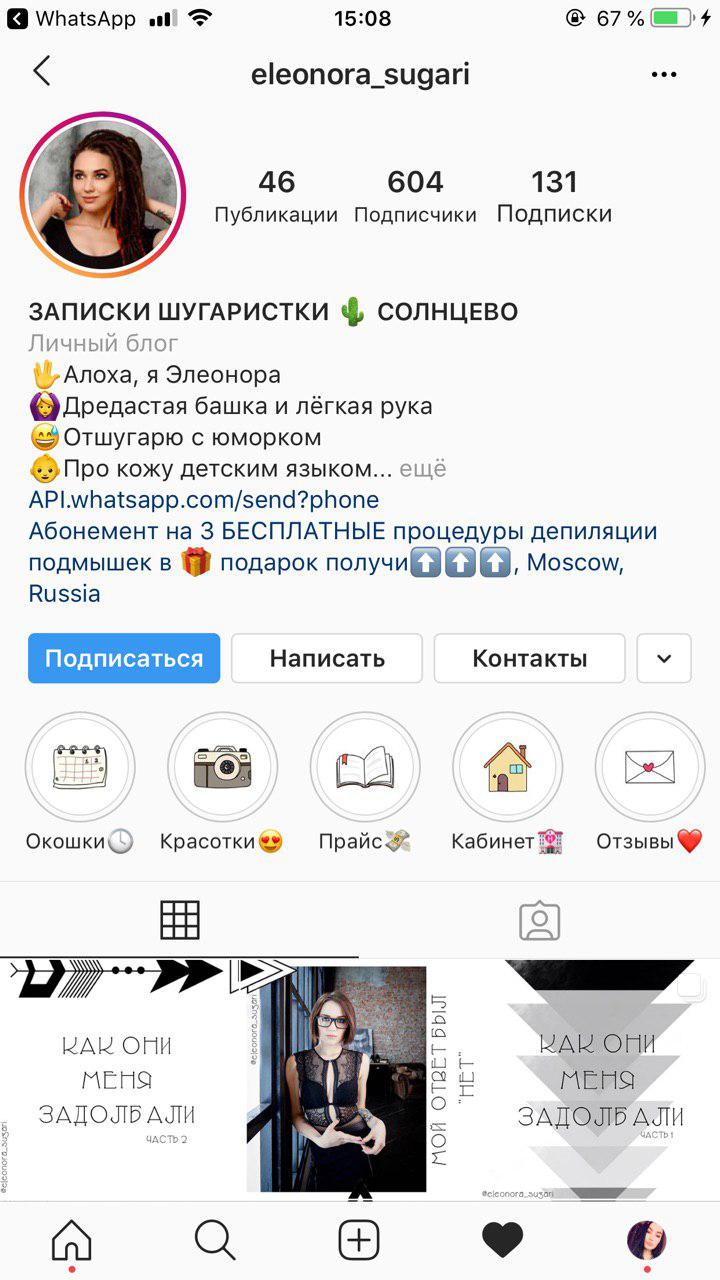 WhatsApp 15:08 67 %
eleonora_sugari
46 604 131
Публикации Подписчики Подписки
ЗАПИСКИ ШУГАРИСТКИ 🌵 СОЛНЦЕВО
Личный блог
🖖Алоха, я Элеонора
🙆‍♀️Дредастая башка и лёгкая рука
😅Отшугарю с юморком
👶Про кожу детским языком... ещё
API.whatsapp.com/send?phone
Абонемент на 3 БЕСПЛАТНЫЕ процедуры депиляции
подмышек в 🎁 подарок получи⬆️⬆️⬆️, Moscow,
Russia
Подписаться Написать Контакты
Окошки🕓 Красотки😍 Прайс💸 Кабинет🏩 Отзывы❤️
КАК ОНИ
МЕНЯ
ЗАДОЛБАЛИ
ЧАСТЬ 2
@eleonora_sugari
@eleonora_sugari
МОЙ ОТВЕТ БЫЛ
"НЕТ"
КАК ОНИ
МЕНЯ
ЗАДОЛБАЛИ
ЧАСТЬ 1
@eleonora_sugari